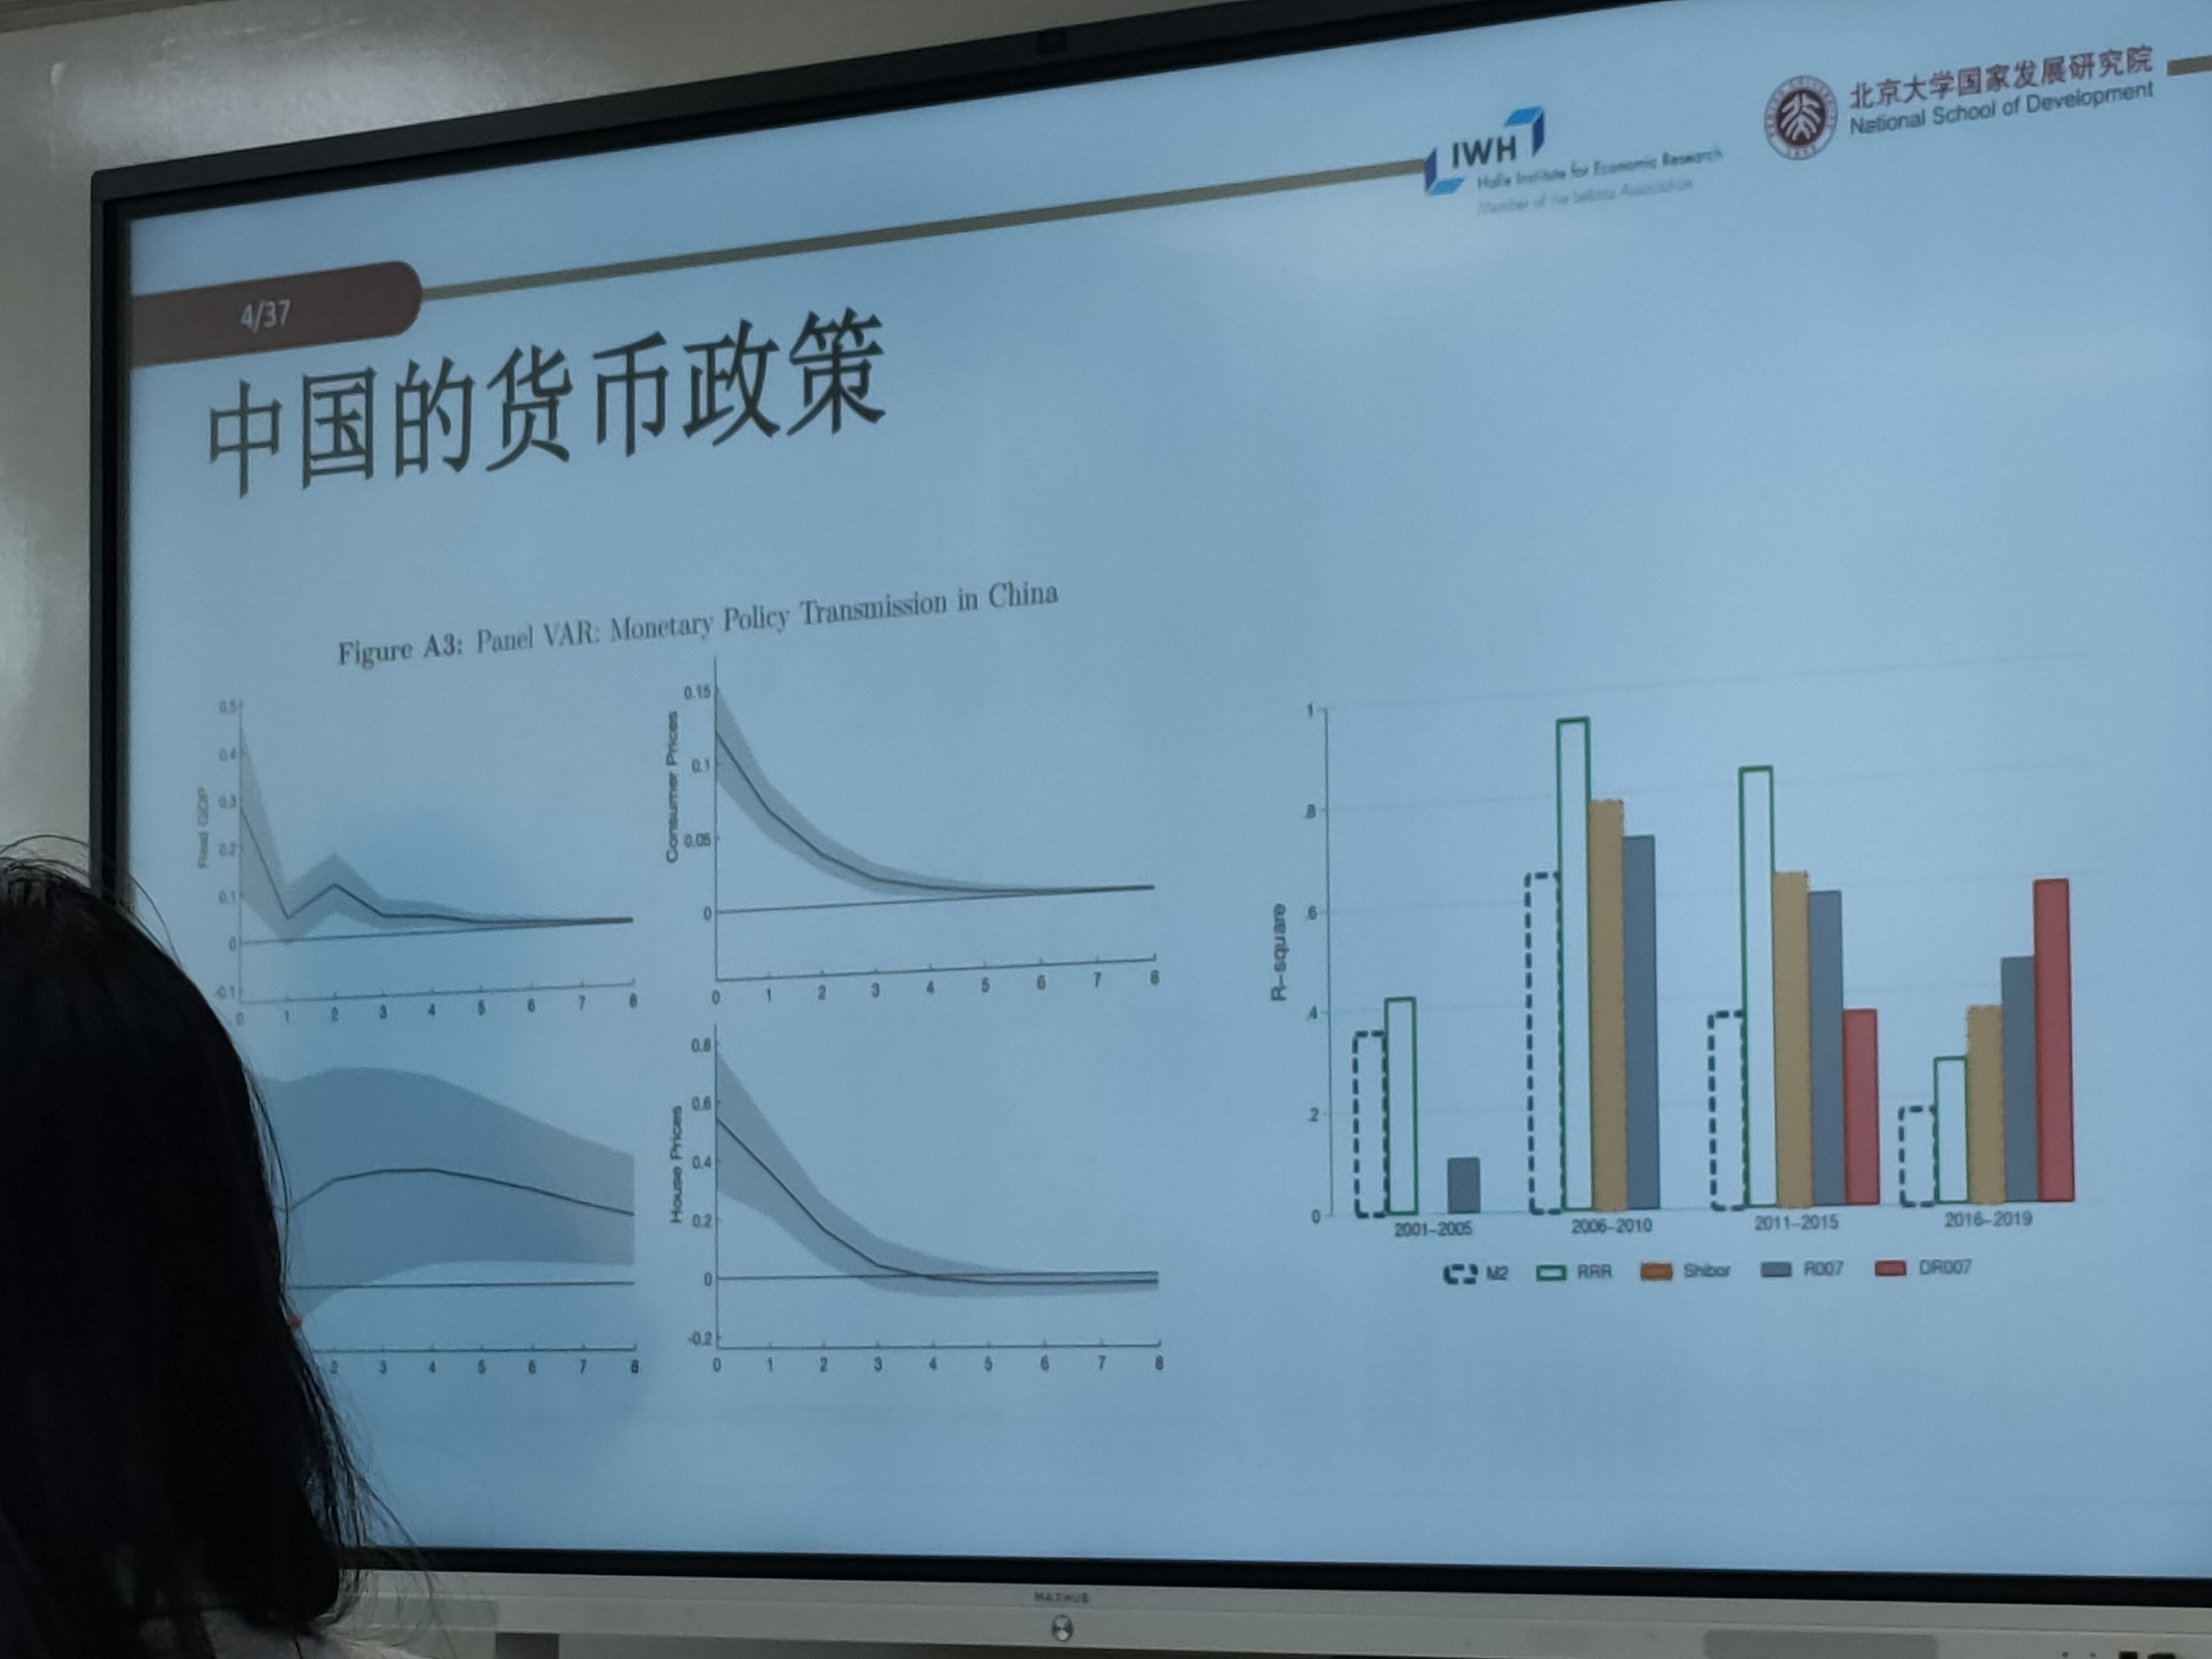 IWH
Halle Institute for Economic Research
Member of the Leibniz Association
北京大学国家发展研究院
National School of Development
4/37
中国的货币政策
Figure A3: Panel VAR: Monetary Policy Transmission in China
Real GDP
0.5
0.4
0.3
0.2
0.1
0
-0.1
0 1 2 3 4 5 6 7 8
Consumer Prices
0.15
0.1
0.05
0
0 1 2 3 4 5 6 7 8
2 3 4 5 6 7 8
House Prices
0.8
0.6
0.4
0.2
0
-0.2
0 1 2 3 4 5 6 7 8
R-square
1
.8
.6
.4
.2
0
2001-2005 2006-2010 2011-2015 2016-2019
M2 RRR Shibor R007 DR007
MAXHUB